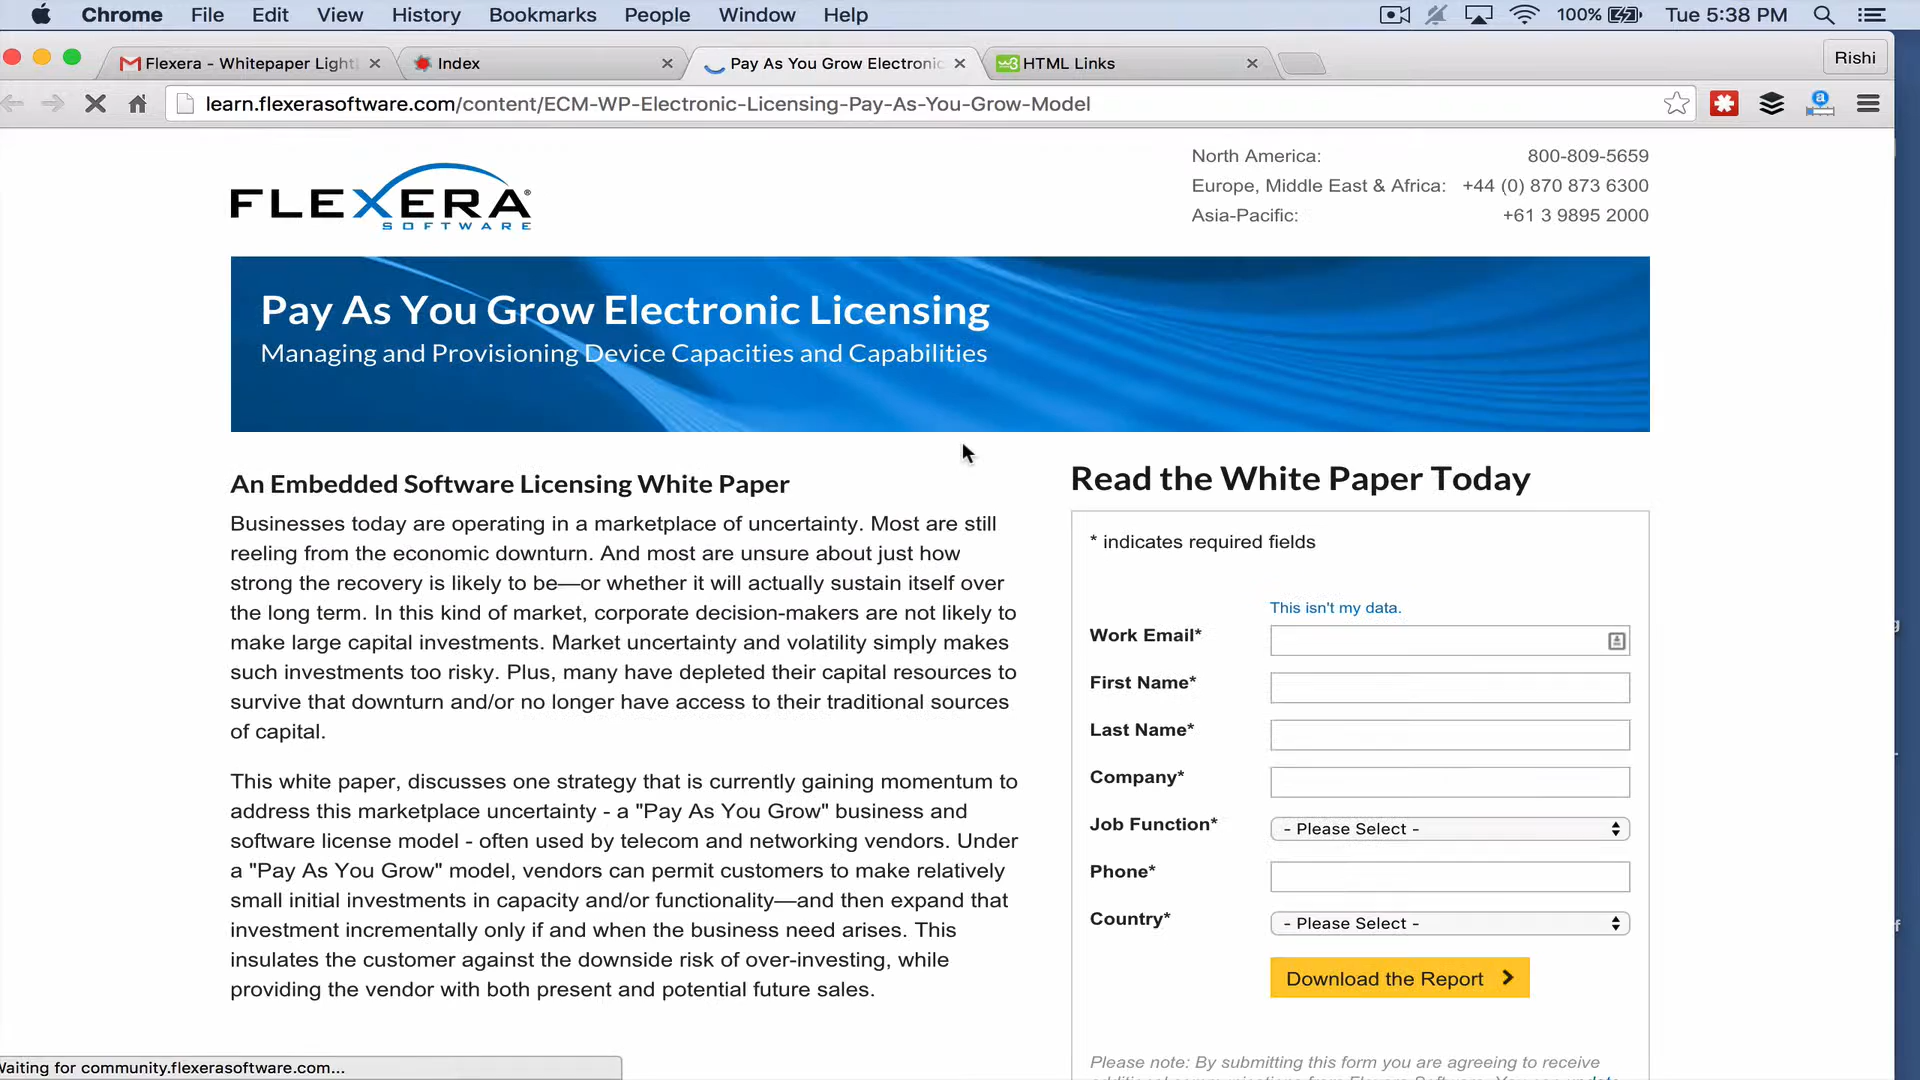 Chrome File Edit View History Bookmarks People Window Help 100% Tue 5:38 PM
Flexera - Whitepaper Light Index Pay As You Grow Electronic HTML Links Rishi
learn.flexerasoftware.com/content/ECM-WP-Electronic-Licensing-Pay-As-You-Grow-Model
FLEXERA®
SOFTWARE
North America: 800-809-5659
Europe, Middle East & Africa: +44 (0) 870 873 6300
Asia-Pacific: +61 3 9895 2000
Pay As You Grow Electronic Licensing
Managing and Provisioning Device Capacities and Capabilities
An Embedded Software Licensing White Paper
Businesses today are operating in a marketplace of uncertainty. Most are still
reeling from the economic downturn. And most are unsure about just how
strong the recovery is likely to be—or whether it will actually sustain itself over
the long term. In this kind of market, corporate decision-makers are not likely to
make large capital investments. Market uncertainty and volatility simply makes
such investments too risky. Plus, many have depleted their capital resources to
survive that downturn and/or no longer have access to their traditional sources
of capital.
This white paper, discusses one strategy that is currently gaining momentum to
address this marketplace uncertainty - a "Pay As You Grow" business and
software license model - often used by telecom and networking vendors. Under
a "Pay As You Grow" model, vendors can permit customers to make relatively
small initial investments in capacity and/or functionality—and then expand that
investment incrementally only if and when the business need arises. This
insulates the customer against the downside risk of over-investing, while
providing the vendor with both present and potential future sales.
Read the White Paper Today
* indicates required fields
This isn't my data.
Work Email*
First Name*
Last Name*
Company*
Job Function* - Please Select -
Phone*
Country* - Please Select -
Download the Report
Please note: By submitting this form you are agreeing to receive
Waiting for community.flexerasoftware.com...